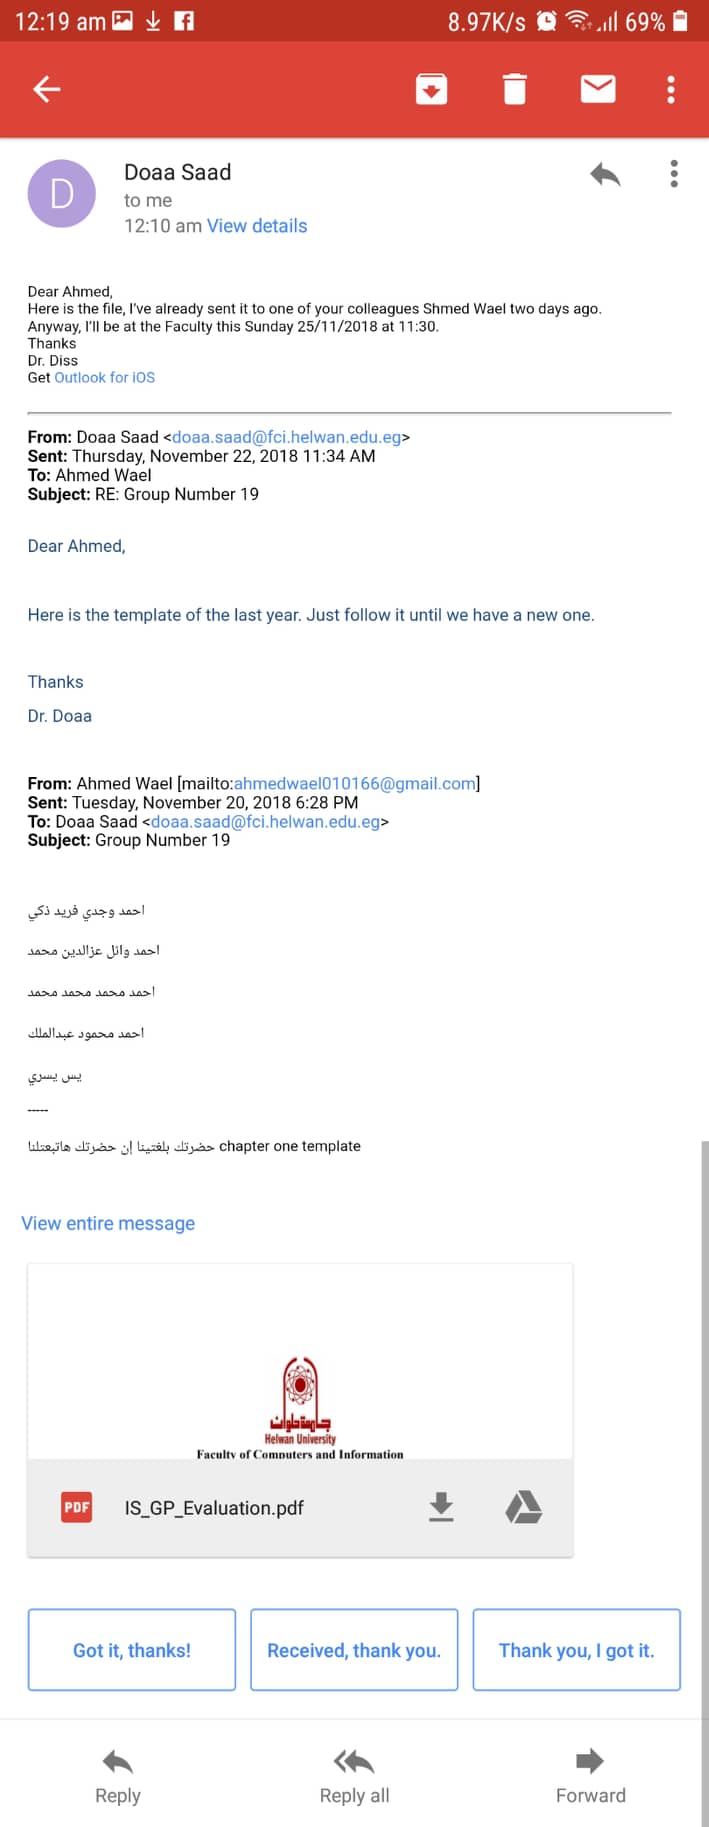 12:19 am 8.97K/s 69%
D
Doaa Saad
to me
12:10 am View details
Dear Ahmed,
Here is the file, I've already sent it to one of your colleagues Shmed Wael two days ago.
Anyway, I'll be at the Faculty this Sunday 25/11/2018 at 11:30.
Thanks
Dr. Diss
Get Outlook for iOS
From: Doaa Saad <doaa.saad@fci.helwan.edu.eg>
Sent: Thursday, November 22, 2018 11:34 AM
To: Ahmed Wael
Subject: RE: Group Number 19
Dear Ahmed,
Here is the template of the last year. Just follow it until we have a new one.
Thanks
Dr. Doaa
From: Ahmed Wael [mailto:ahmedwael010166@gmail.com]
Sent: Tuesday, November 20, 2018 6:28 PM
To: Doaa Saad <doaa.saad@fci.helwan.edu.eg>
Subject: Group Number 19
احمد وجدي فريد ذكي
احمد وائل عزالدين محمد
احمد محمد محمد محمد
احمد محمود عبدالملك
يس يسري
-----
حضرتك بلغتينا إن حضرتك هاتبعتلنا chapter one template
View entire message
جامعة حلوان
Helwan University
Faculty of Computers and Information
PDF IS_GP_Evaluation.pdf
Got it, thanks! Received, thank you. Thank you, I got it.
Reply Reply all Forward